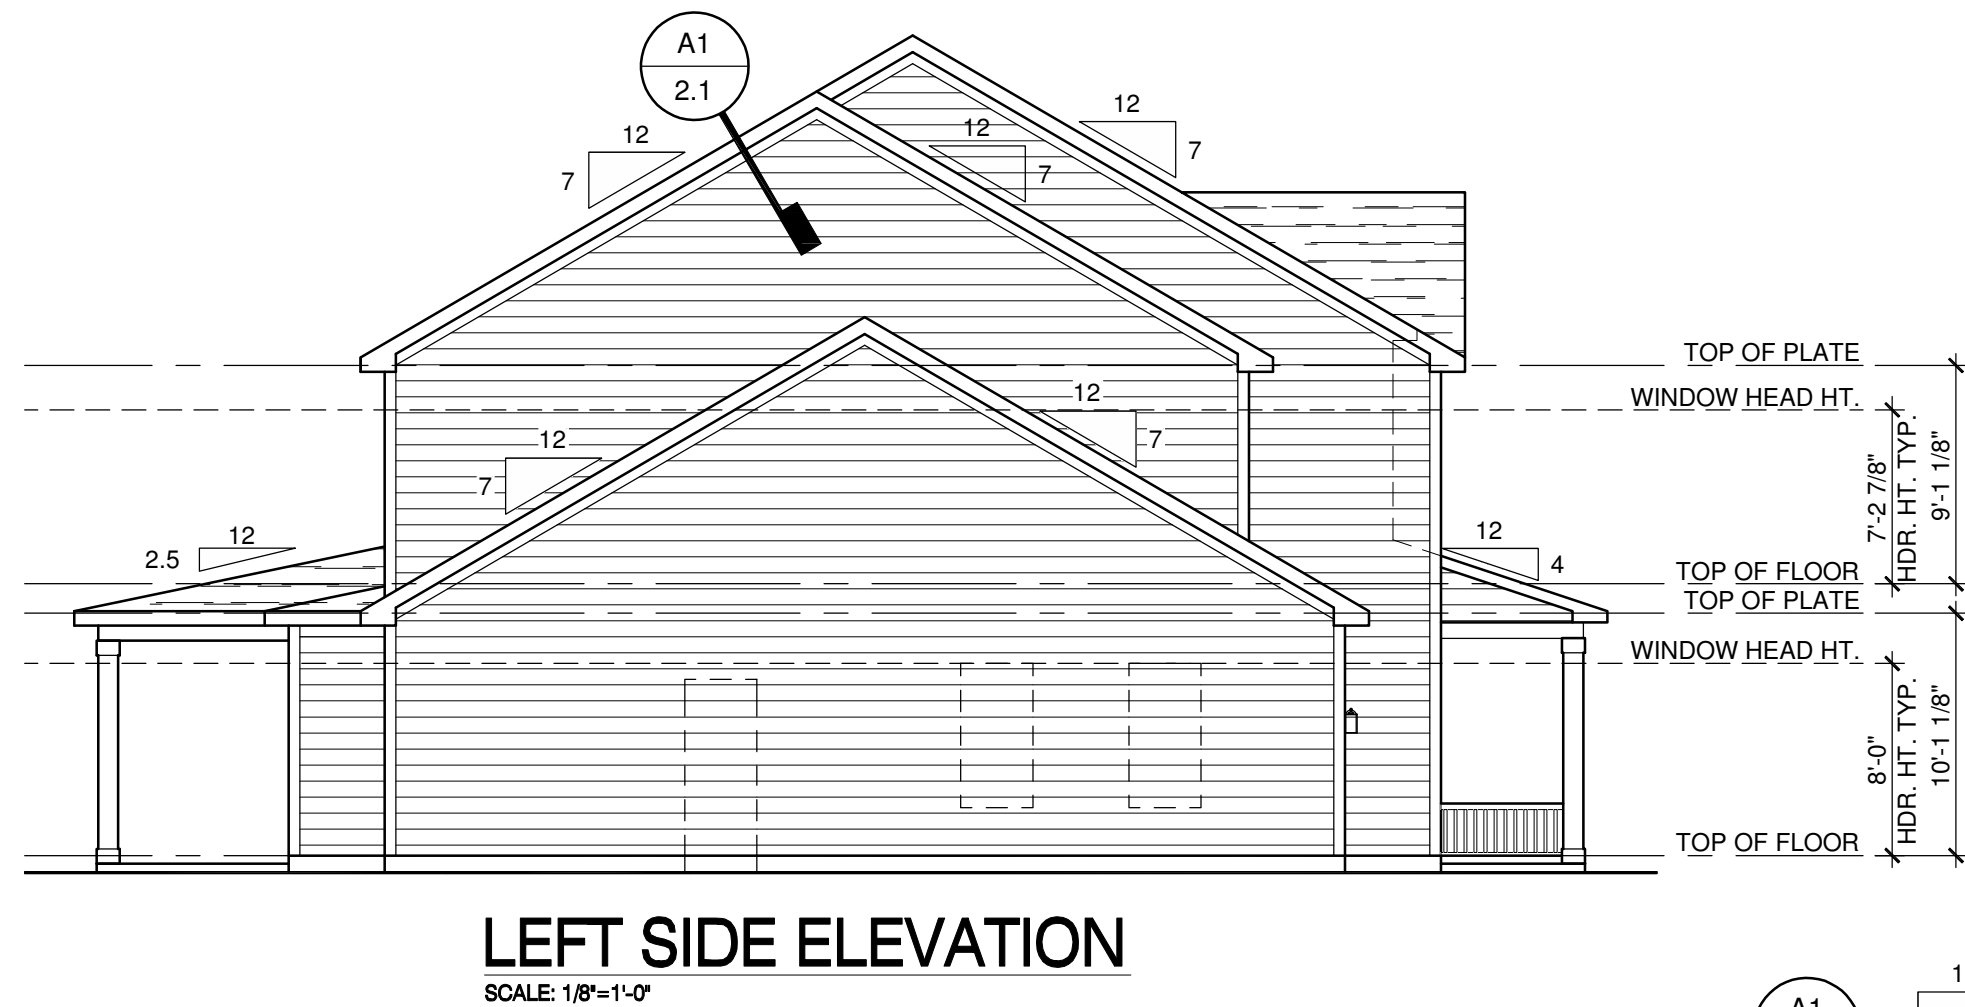 A1
2.1
12
7
12
7
12
7
TOP OF PLATE
WINDOW HEAD HT.
12
7
12
7
7'-2 7/8"
HDR. HT. TYP.
9'-1 1/8"
12
2.5
12
4
TOP OF FLOOR
TOP OF PLATE
WINDOW HEAD HT.
8'-0"
HDR. HT. TYP.
10'-1 1/8"
TOP OF FLOOR
LEFT SIDE ELEVATION
SCALE: 1/8"=1'-0"
A1
1